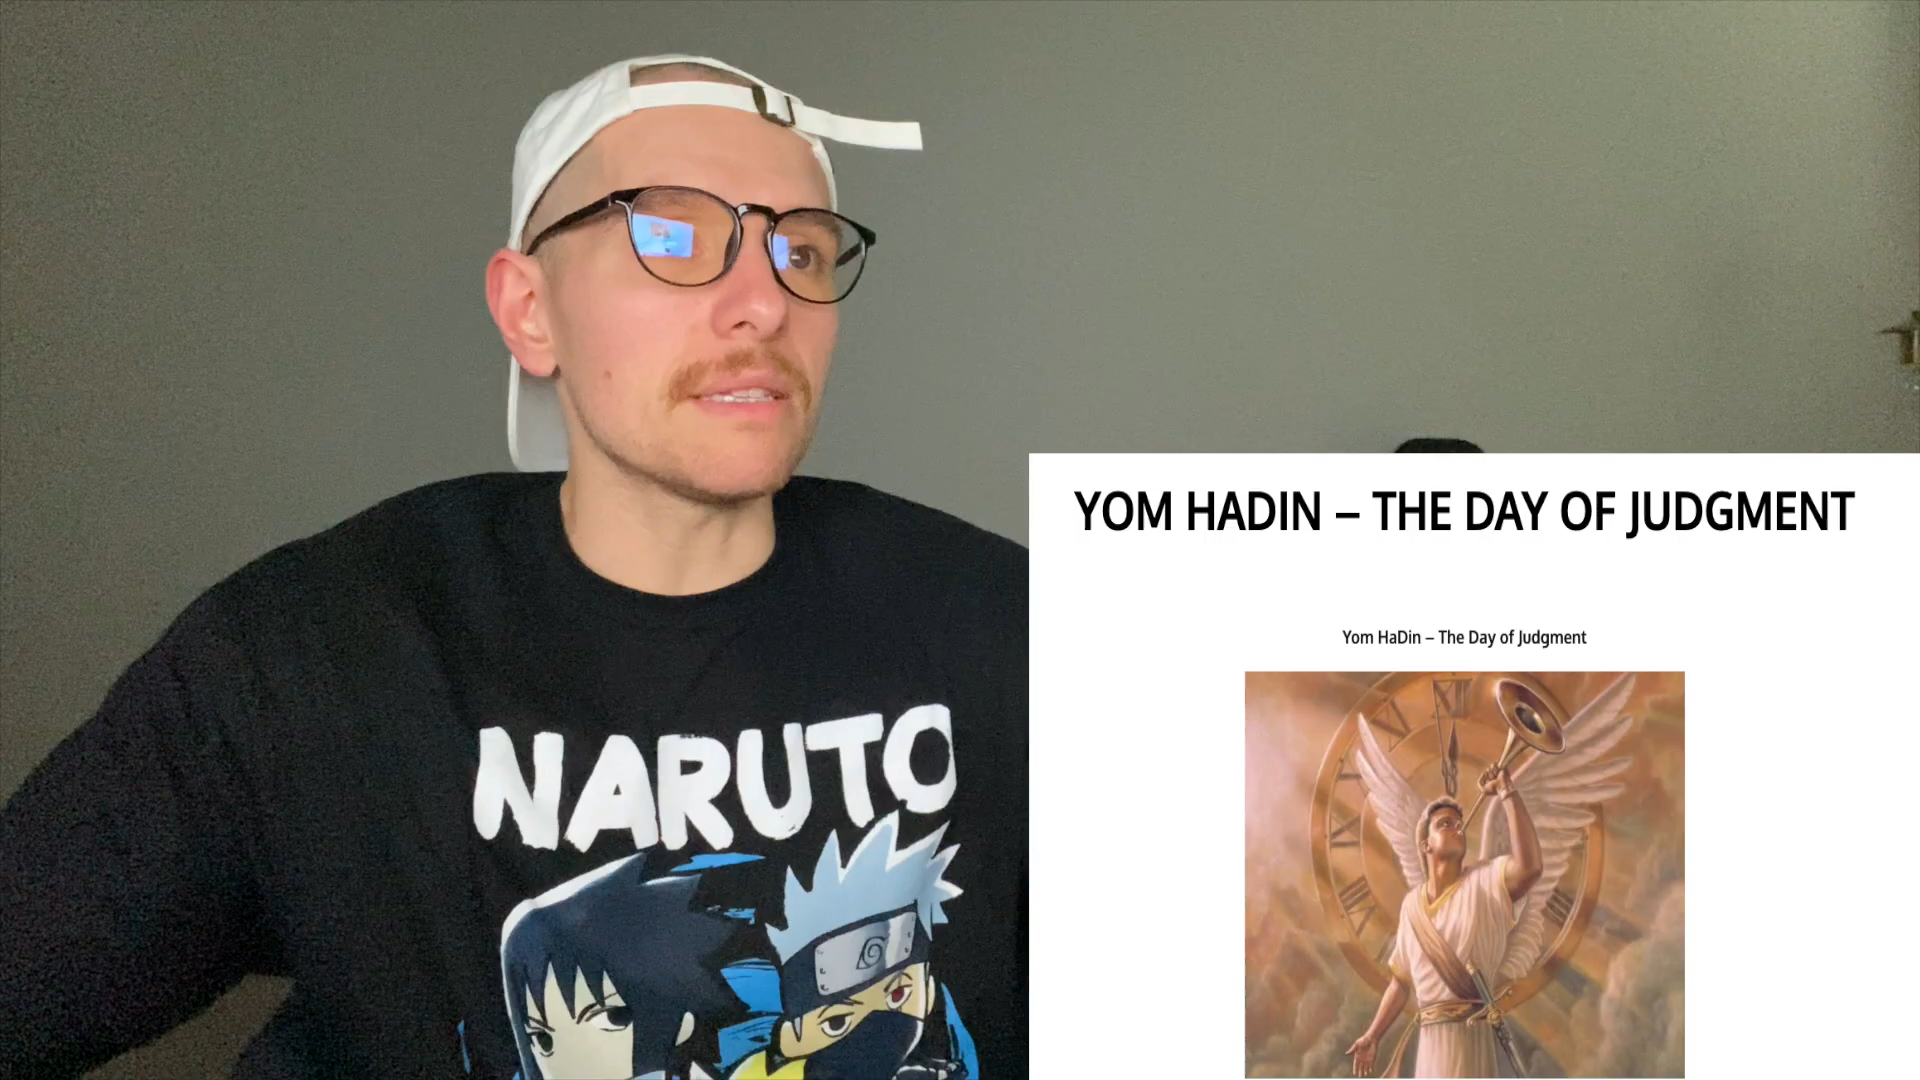 NARUTO
YOM HADIN – THE DAY OF JUDGMENT
Yom HaDin – The Day of Judgment